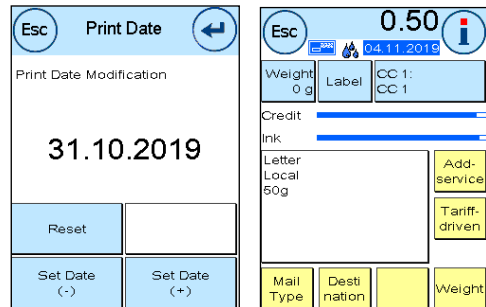 Esc
Print Date
Print Date Modification
31.10.2019
Reset
Set Date
(-)
Set Date
(+)
Esc
0.50
i
04.11.2019
Weight
0 g
Label
CC 1:
CC 1
Credit
Ink
Letter
Local
50g
Add-
service
Tariff-
driven
Mail
Type
Desti
nation
Weight